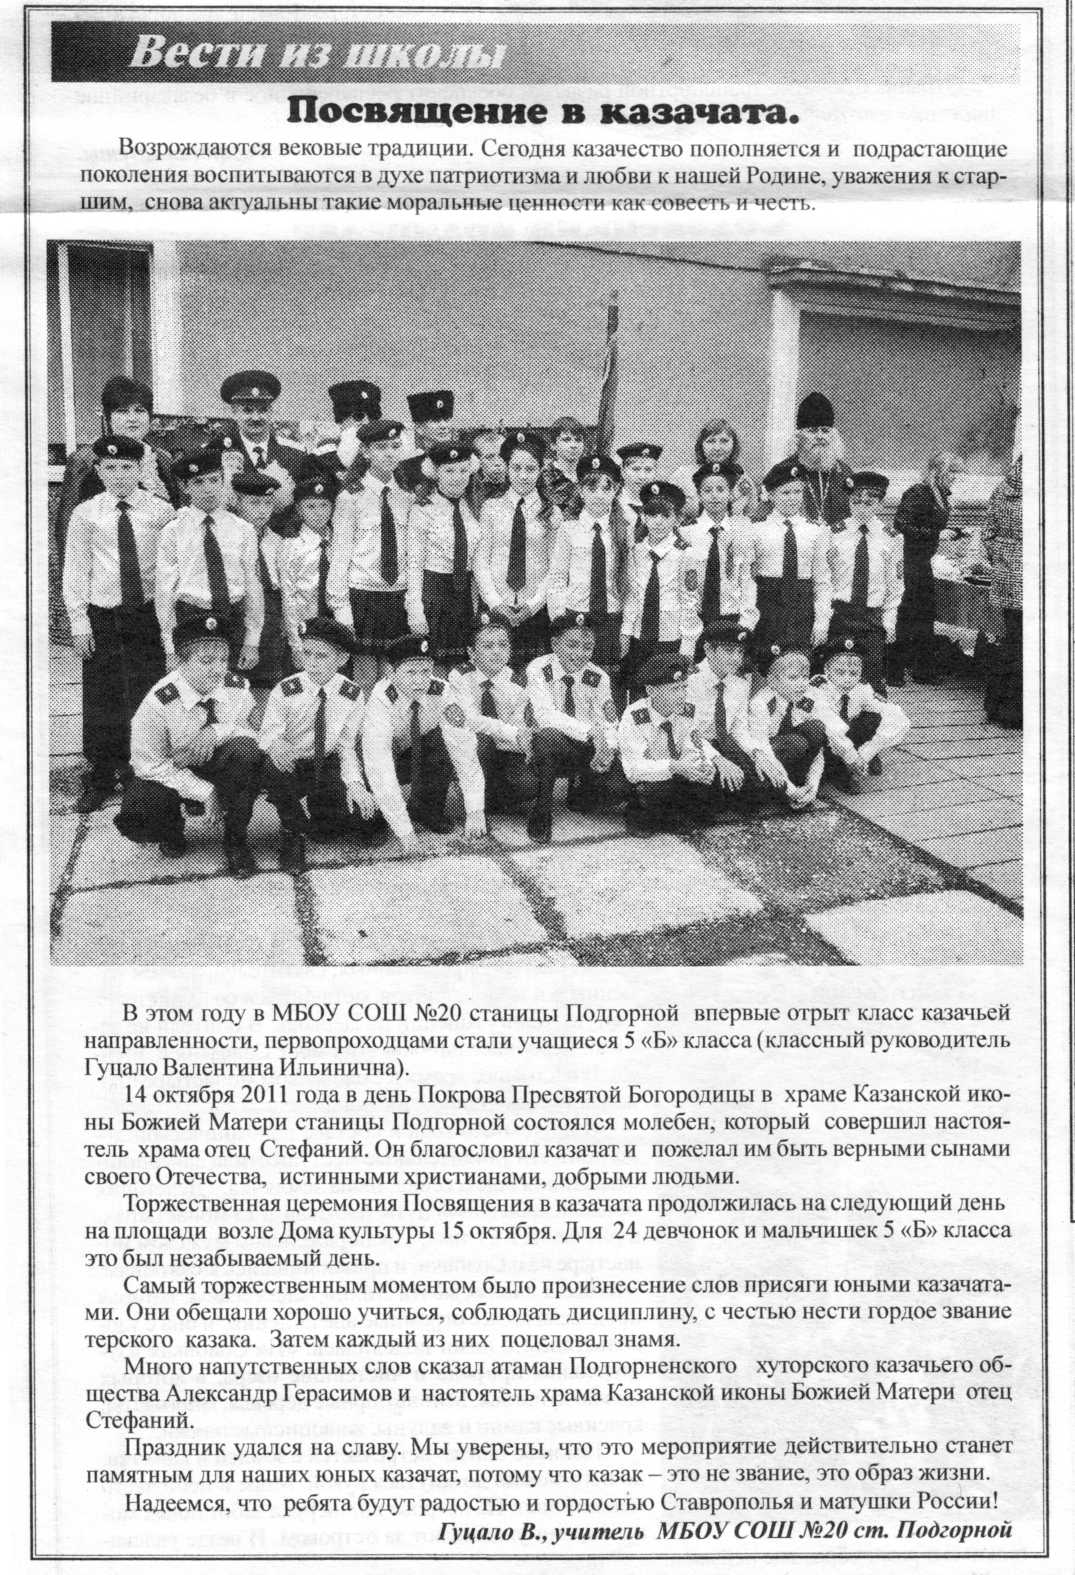 Вести из школы
Посвящение в казачата.
Возрождаются вековые традиции. Сегодня казачество пополняется и подрастающие
поколения воспитываются в духе патриотизма и любви к нашей Родине, уважения к стар-
шим, снова актуальны такие моральные ценности как совесть и честь.
В этом году в МБОУ СОШ №20 станицы Подгорной впервые отрыт класс казачьей
направленности, первопроходцами стали учащиеся 5 «Б» класса (классный руководитель
Гуцало Валентина Ильинична).
14 октября 2011 года в день Покрова Пресвятой Богородицы в храме Казанской ико-
ны Божией Матери станицы Подгорной состоялся молебен, который совершил настоя-
тель храма отец Стефаний. Он благословил казачат и пожелал им быть верными сынами
своего Отечества, истинными христианами, добрыми людьми.
Торжественная церемония Посвящения в казачата продолжилась на следующий день
на площади возле Дома культуры 15 октября. Для 24 девчонок и мальчишек 5 «Б» класса
это был незабываемый день.
Самый торжественным моментом было произнесение слов присяги юными казачата-
ми. Они обещали хорошо учиться, соблюдать дисциплину, с честью нести гордое звание
терского казака. Затем каждый из них поцеловал знамя.
Много напутственных слов сказал атаман Подгорненского хуторского казачьего об-
щества Александр Герасимов и настоятель храма Казанской иконы Божией Матери отец
Стефаний.
Праздник удался на славу. Мы уверены, что это мероприятие действительно станет
памятным для наших юных казачат, потому что казак – это не звание, это образ жизни.
Надеемся, что ребята будут радостью и гордостью Ставрополья и матушки России!
Гуцало В., учитель МБОУ СОШ №20 ст. Подгорной